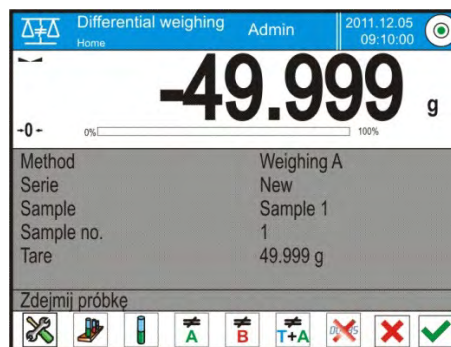 Differential weighing Admin 2011.12.05
Home 09:10:00
-49.999 g
→0← 0% 100%
Method Weighing A
Serie New
Sample Sample 1
Sample no. 1
Tare 49.999 g
Zdejmij próbkę
A B T+A